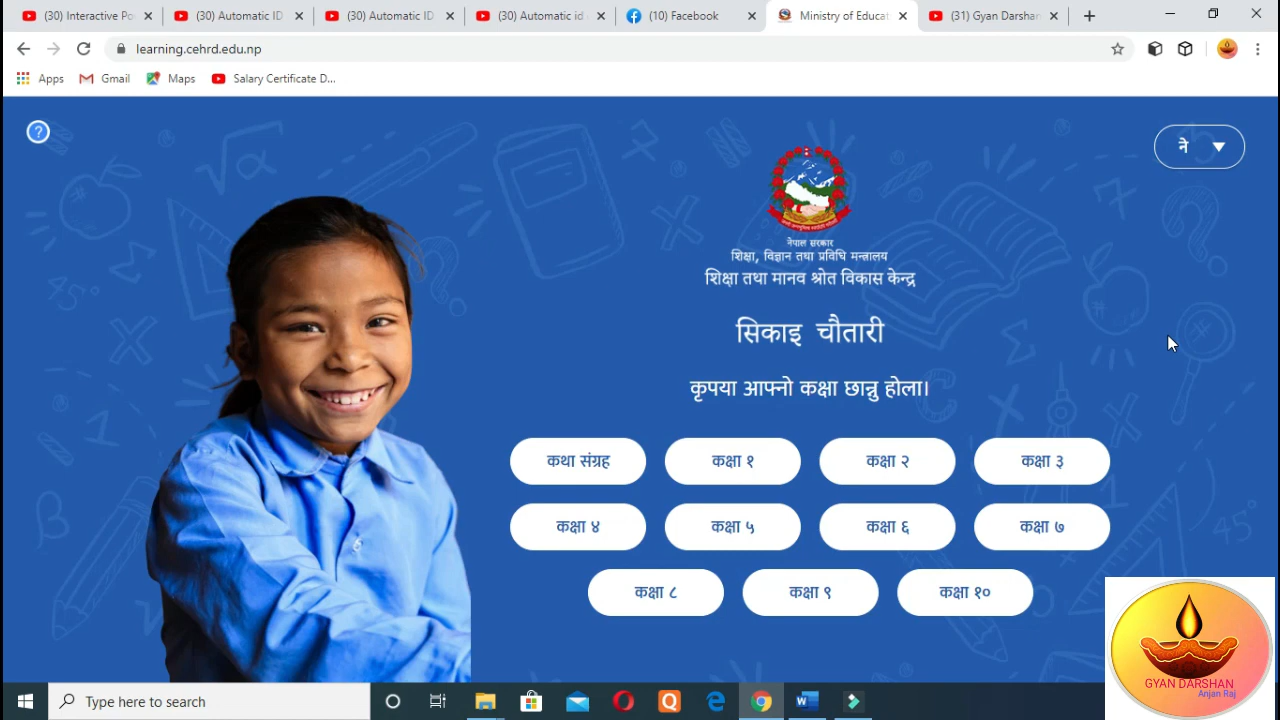 (30) Interactive Po
(30) Automatic ID
(30) Automatic ID
(30) Automatic id
(10) Facebook
Ministry of Educat
(31) Gyan Darshan
learning.cehrd.edu.np
Apps
Gmail
Maps
Salary Certificate D...
?
ने
नेपाल सरकार
शिक्षा, विज्ञान तथा प्रविधि मन्त्रालय
शिक्षा तथा मानव श्रोत विकास केन्द्र
सिकाइ चौतारी
कृपया आफ्नो कक्षा छान्नु होला।
कथा संग्रह
कक्षा १
कक्षा २
कक्षा ३
कक्षा ४
कक्षा ५
कक्षा ६
कक्षा ७
कक्षा ८
कक्षा ९
कक्षा १०
GYAN DARSHAN
Anjan Raj
Type here to search